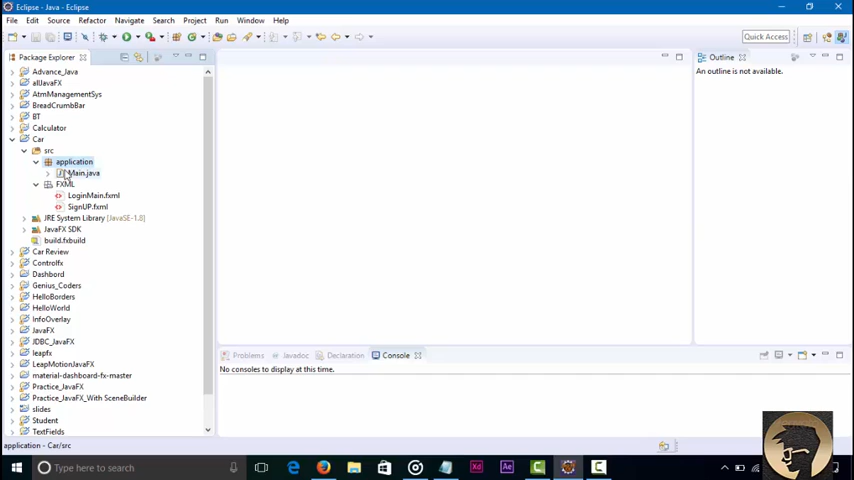 Eclipse - Java - Eclipse
File Edit Source Refactor Navigate Search Project Run Window Help
Quick Access
Package Explorer
Outline
An outline is not available.
Advance_Java
allJavaFX
AtmManagementSys
BreadCrumbBar
BT
Calculator
Car
src
application
Main.java
FXML
LoginMain.fxml
SignUP.fxml
JRE System Library [JavaSE-1.8]
JavaFX SDK
build.fxbuild
Car Review
Controlfx
Dashbord
Genius_Coders
HelloBorders
HelloWorld
InfoOverlay
JavaFX
JDBC_JavaFX
leapfx
LeapMotionJavaFX
material-dashboard-fx-master
Practice_JavaFX
Practice_JavaFX_With SceneBuilder
slides
Student
TextFields
Problems Javadoc Declaration Console
No consoles to display at this time.
application - Car/src
Type here to search
Xd
Ae